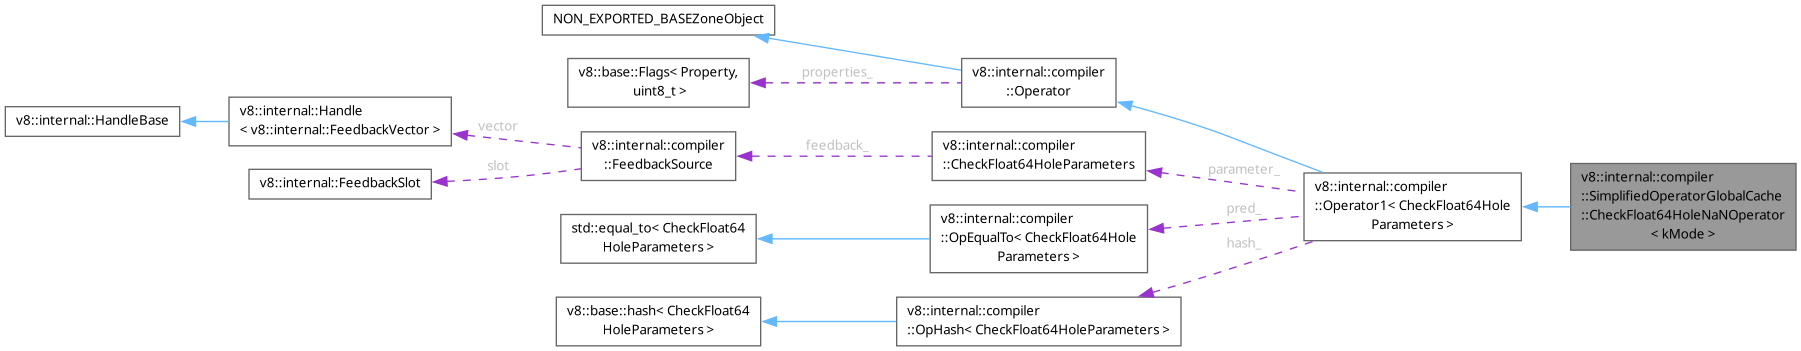 NON_EXPORTED_BASEZoneObject
v8::base::Flags< Property,
uint8_t >
properties_
v8::internal::compiler
::Operator
v8::internal::HandleBase
v8::internal::Handle
< v8::internal::FeedbackVector >
vector
v8::internal::FeedbackSlot
slot
v8::internal::compiler
::FeedbackSource
feedback_
v8::internal::compiler
::CheckFloat64HoleParameters
parameter_
std::equal_to< CheckFloat64
HoleParameters >
v8::internal::compiler
::OpEqualTo< CheckFloat64Hole
Parameters >
pred_
hash_
v8::base::hash< CheckFloat64
HoleParameters >
v8::internal::compiler
::OpHash< CheckFloat64HoleParameters >
v8::internal::compiler
::Operator1< CheckFloat64Hole
Parameters >
v8::internal::compiler
::SimplifiedOperatorGlobalCache
::CheckFloat64HoleNaNOperator
< kMode >